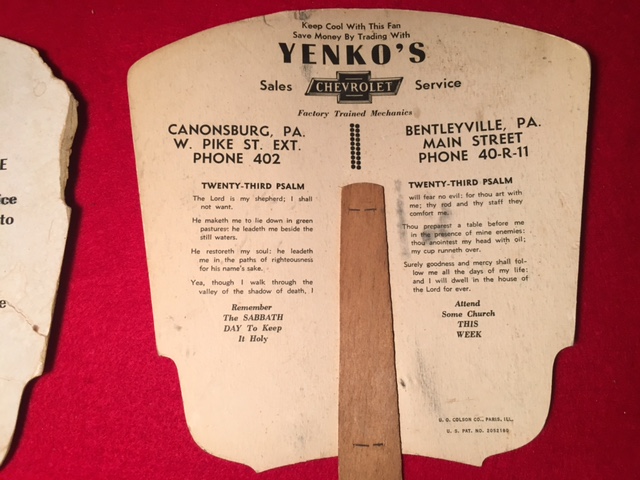 Keep Cool With This Fan
Save Money By Trading With
YENKO'S
Sales CHEVROLET Service
Factory Trained Mechanics
CANONSBURG, PA.
W. PIKE ST. EXT.
PHONE 402
BENTLEYVILLE, PA.
MAIN STREET
PHONE 40-R-11
TWENTY-THIRD PSALM
The Lord is my shepherd; I shall
not want.
He maketh me to lie down in green
pastures: he leadeth me beside the
still waters.
He restoreth my soul: he leadeth
me in the paths of righteousness
for his name's sake.
Yea, though I walk through the
valley of the shadow of death, I
Remember
The SABBATH
DAY To Keep
It Holy
TWENTY-THIRD PSALM
will fear no evil: for thou art with
me; thy rod and thy staff they
comfort me.
Thou preparest a table before me
in the presence of mine enemies:
thou anointest my head with oil;
my cup runneth over.
Surely goodness and mercy shall fol-
low me all the days of my life:
and I will dwell in the house of
the Lord for ever.
Attend
Some Church
THIS
WEEK
COLSON CO., PARIS, ILL.
U. S. PAT. NO.
E
ice
to
e